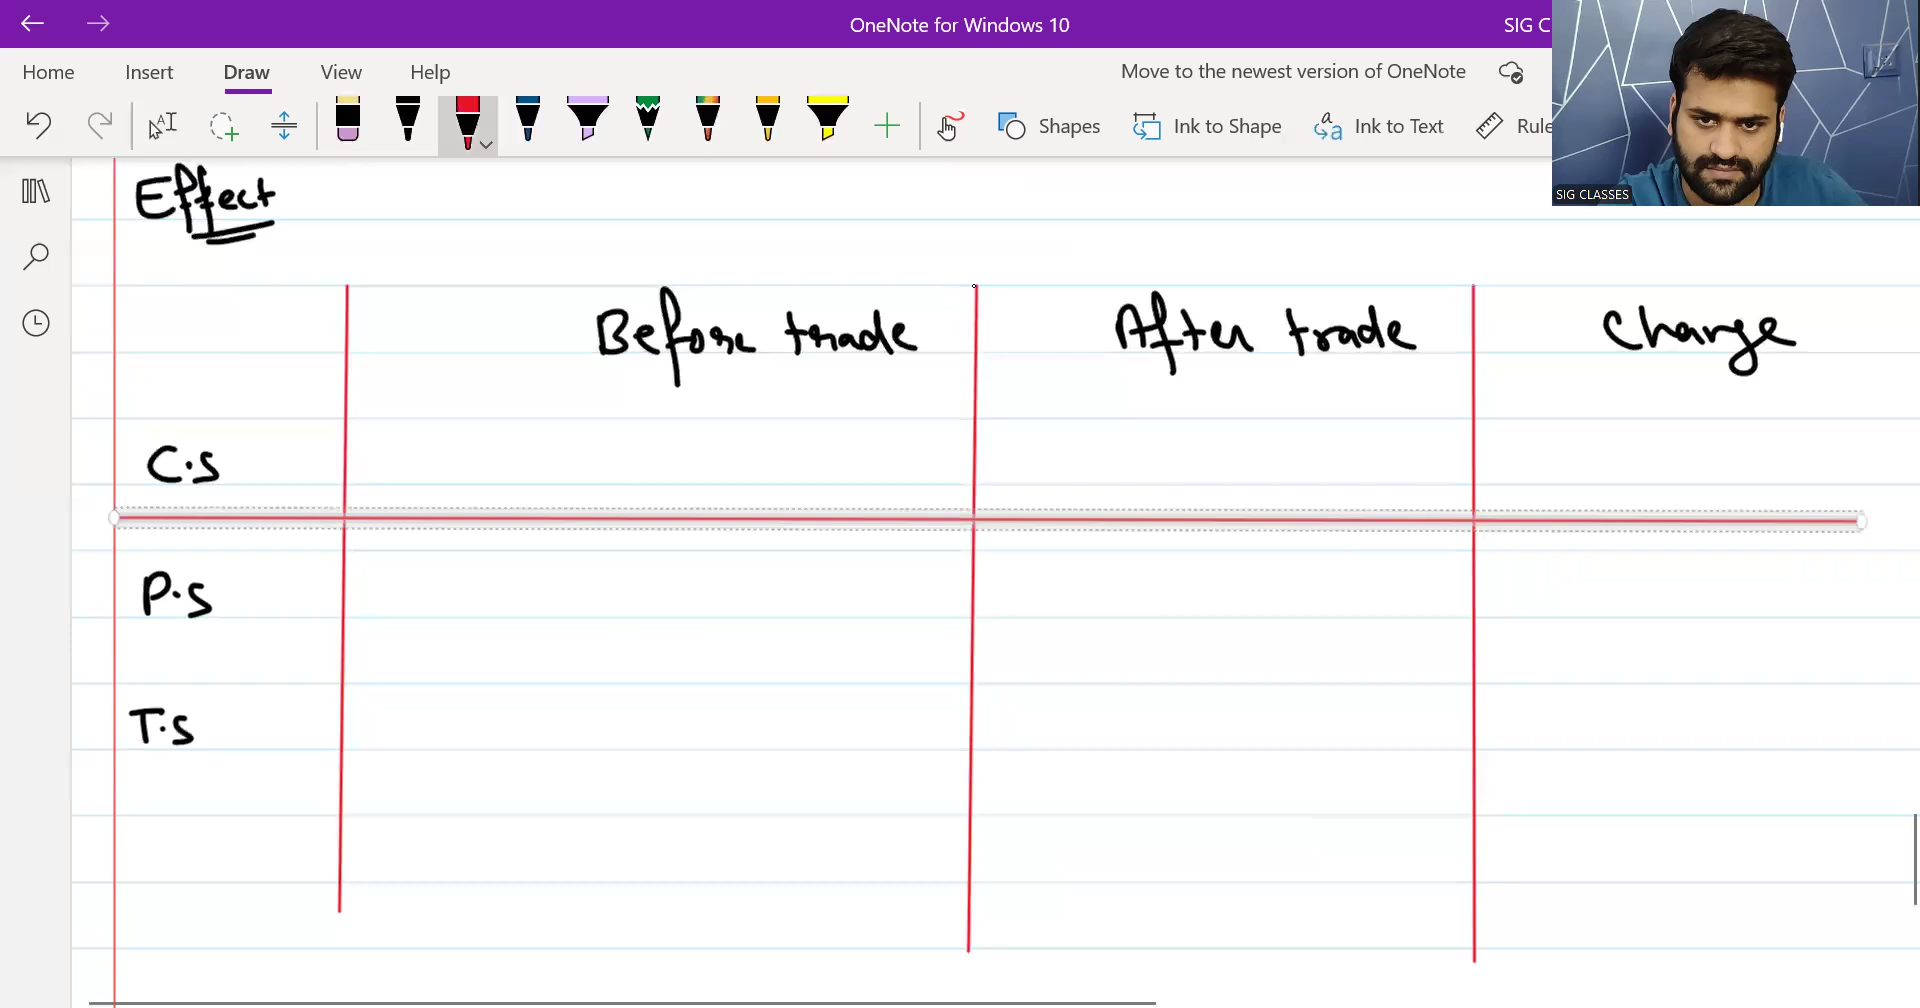 OneNote for Windows 10
SIG C
Home Insert Draw View Help
Move to the newest version of OneNote
Shapes Ink to Shape Ink to Text Rule
SIG CLASSES
Effect
Before trade After trade Change
C.S
P.S
T.S